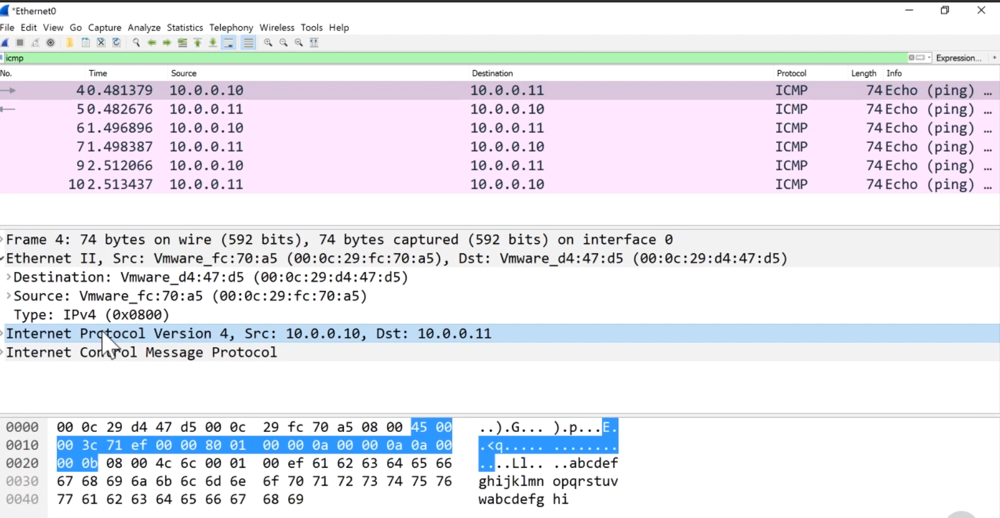 *Ethernet0
File Edit View Go Capture Analyze Statistics Telephony Wireless Tools Help
icmp Expression... +
No. Time Source Destination Protocol Length Info
4 0.481379 10.0.0.10 10.0.0.11 ICMP 74 Echo (ping) …
5 0.482676 10.0.0.11 10.0.0.10 ICMP 74 Echo (ping) …
6 1.496896 10.0.0.10 10.0.0.11 ICMP 74 Echo (ping) …
7 1.498387 10.0.0.11 10.0.0.10 ICMP 74 Echo (ping) …
9 2.512066 10.0.0.10 10.0.0.11 ICMP 74 Echo (ping) …
10 2.513437 10.0.0.11 10.0.0.10 ICMP 74 Echo (ping) …
Frame 4: 74 bytes on wire (592 bits), 74 bytes captured (592 bits) on interface 0
Ethernet II, Src: Vmware_fc:70:a5 (00:0c:29:fc:70:a5), Dst: Vmware_d4:47:d5 (00:0c:29:d4:47:d5)
Destination: Vmware_d4:47:d5 (00:0c:29:d4:47:d5)
Source: Vmware_fc:70:a5 (00:0c:29:fc:70:a5)
Type: IPv4 (0x0800)
Internet Protocol Version 4, Src: 10.0.0.10, Dst: 10.0.0.11
Internet Control Message Protocol
0000 00 0c 29 d4 47 d5 00 0c 29 fc 70 a5 08 00 45 00 ..).G... ).p...E.
0010 00 3c 71 ef 00 00 80 01 00 00 0a 00 00 0a 0a 00 .<q..... ........
0020 00 0b 08 00 4c 6c 00 01 00 ef 61 62 63 64 65 66 ....Ll.. ..abcdef
0030 67 68 69 6a 6b 6c 6d 6e 6f 70 71 72 73 74 75 76 ghijklmn opqrstuv
0040 77 61 62 63 64 65 66 67 68 69 wabcdefg hi